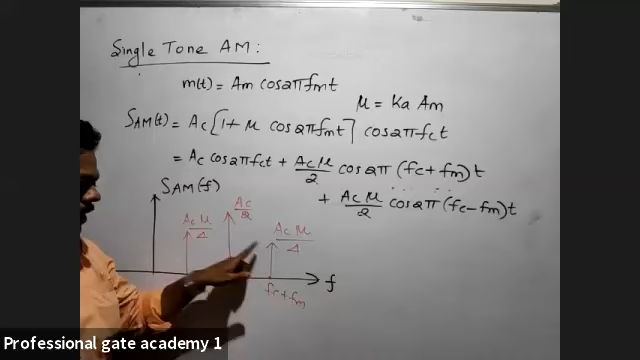 Single Tone AM:
m(t) = Am cos2πfmt
μ = Ka Am
SAM(t) = Ac [1 + μ cos2πfmt] cos2πfct
= Ac cos2πfct + Acμ/2 cos2π (fc + fm)t
+ Acμ/2 cos2π (fc - fm)t
SAM(f)
Ac/2
Acμ/4
Acμ/4
f
fc + fm
Professional gate academy 1